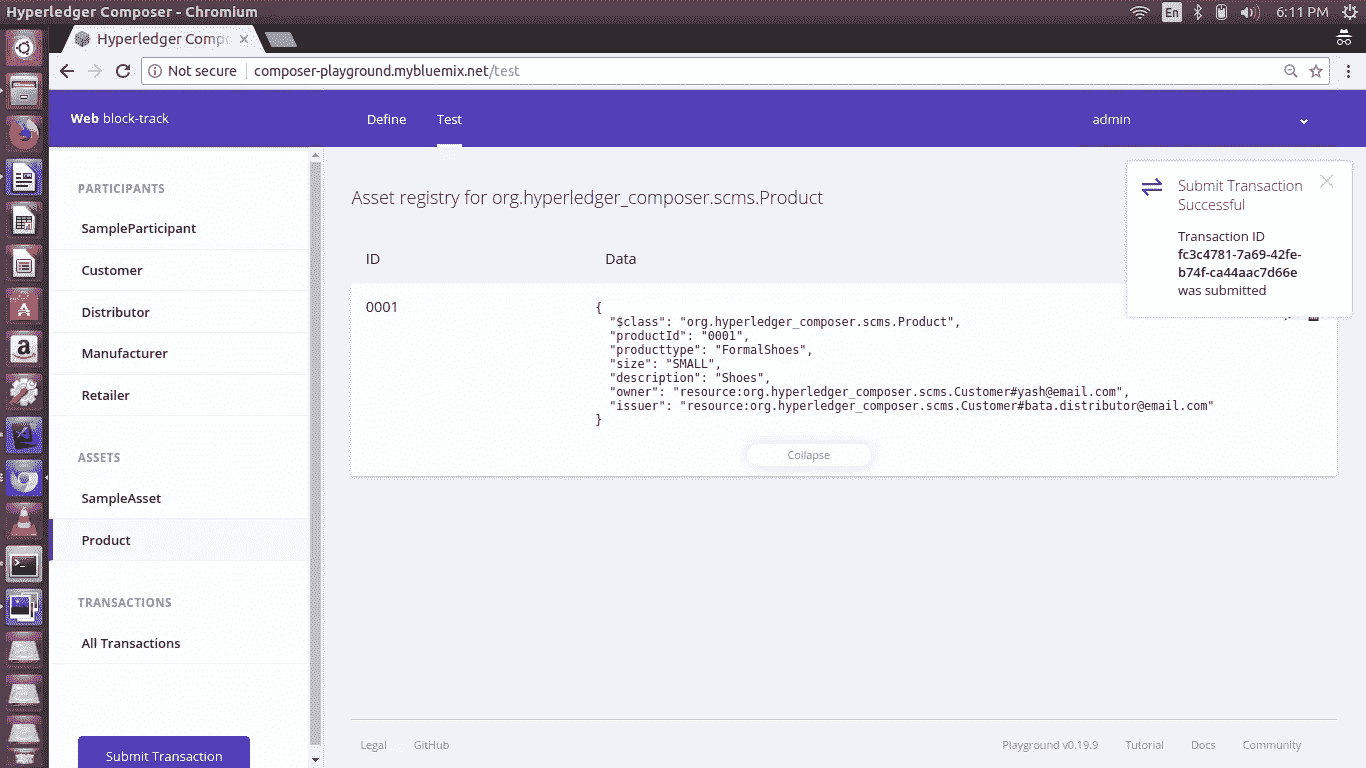 Hyperledger Composer - Chromium
En
6:11 PM
Hyperledger Comp
Not secure
composer-playground.mybluemix.net/test
Web block-track
Define
Test
admin
PARTICIPANTS
SampleParticipant
Customer
Distributor
Manufacturer
Retailer
ASSETS
SampleAsset
Product
TRANSACTIONS
All Transactions
Submit Transaction
Asset registry for org.hyperledger_composer.scms.Product
ID
Data
0001
{
"$class": "org.hyperledger_composer.scms.Product",
"productId": "0001",
"producttype": "FormalShoes",
"size": "SMALL",
"description": "Shoes",
"owner": "resource:org.hyperledger_composer.scms.Customer#yash@email.com",
"issuer": "resource:org.hyperledger_composer.scms.Customer#bata.distributor@email.com"
}
Collapse
Submit Transaction
Successful
Transaction ID
fc3c4781-7a69-42fe-
b74f-ca44aac7d66e
was submitted
Legal
GitHub
Playground v0.19.9
Tutorial
Docs
Community